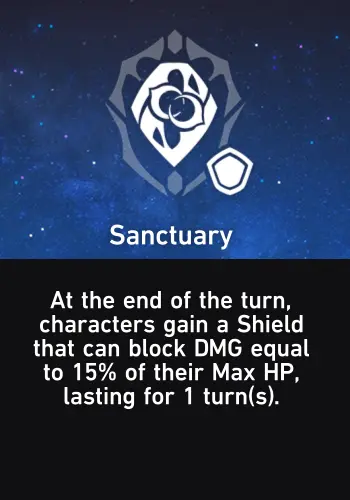 Sanctuary
At the end of the turn,
characters gain a Shield
that can block DMG equal
to 15% of their Max HP,
lasting for 1 turn(s).